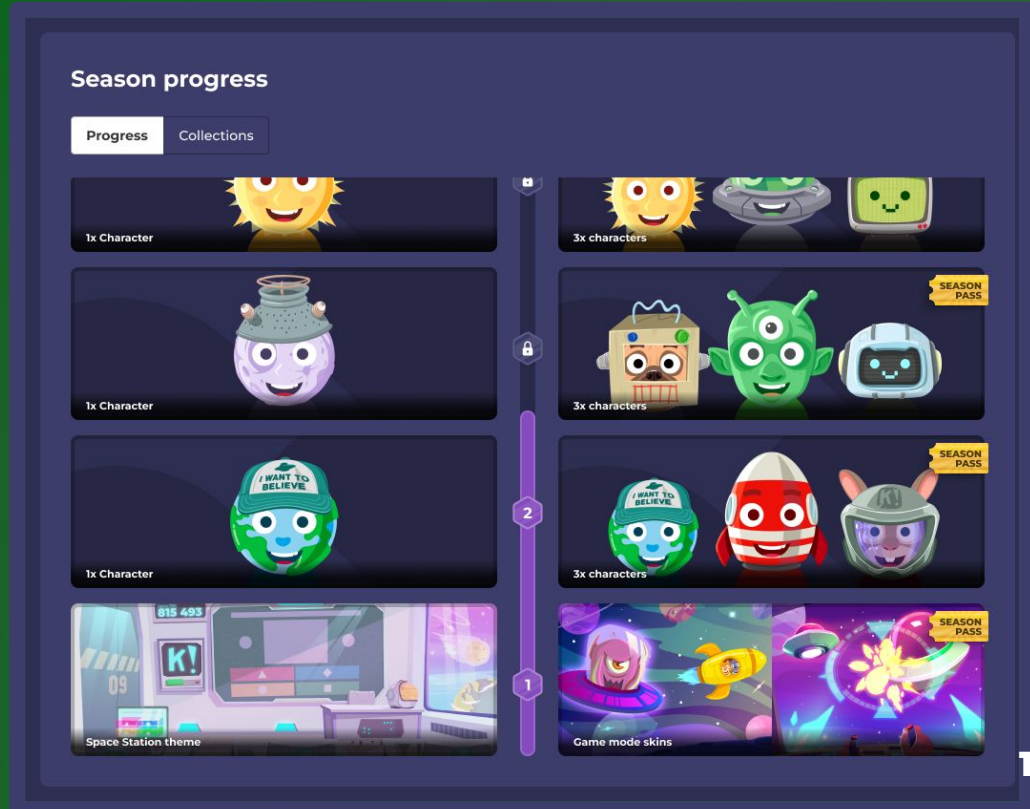 Season progress
Progress
Collections
1x Character
3x characters
SEASON
PASS
1x Character
3x characters
I WANT TO
BELIEVE
1x Character
2
I WANT TO
BELIEVE
K!
SEASON
PASS
3x characters
815 493
K!
09
Space Station theme
1
SEASON
PASS
Game mode skins